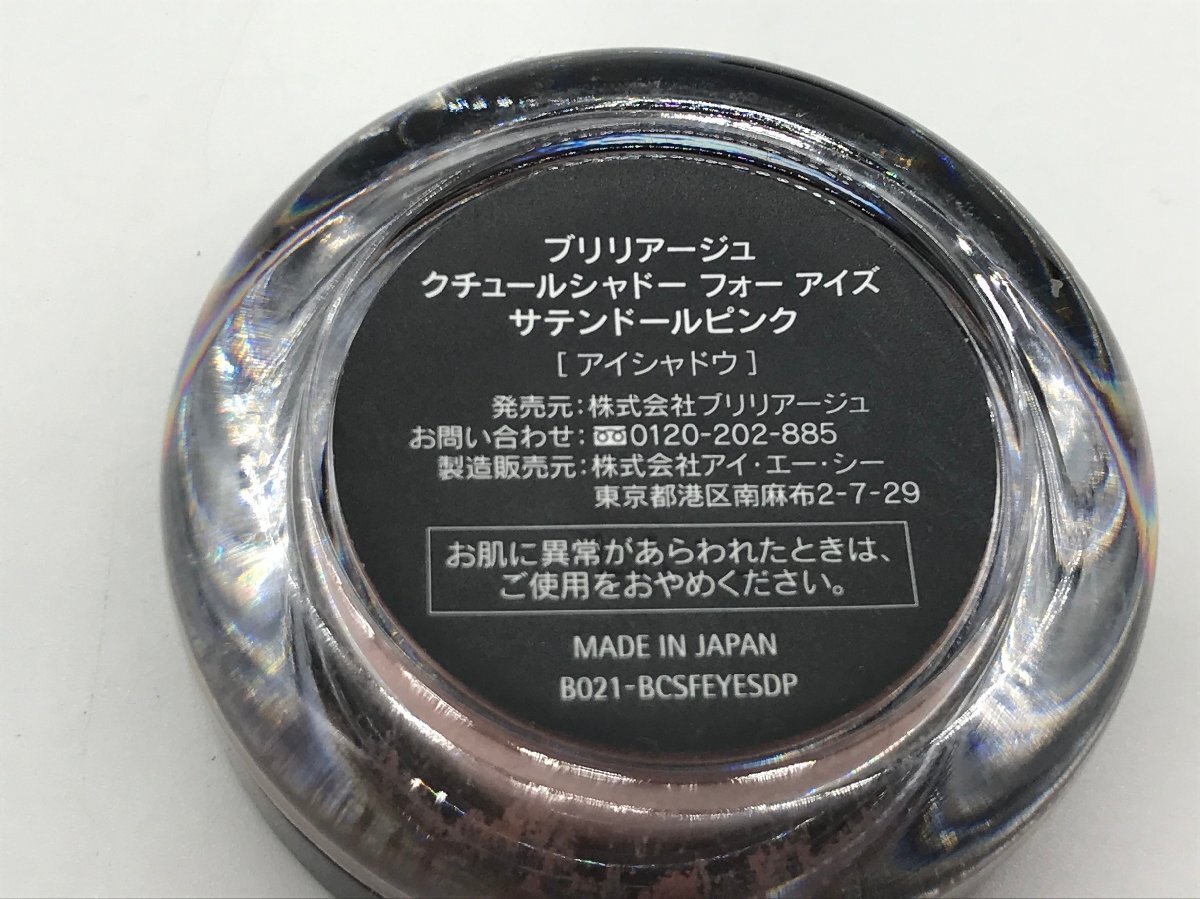 ブリリアージュ
クチュールシャドー フォー アイズ
サテンドールピンク
[ アイシャドウ ]
発売元:株式会社ブリリアージュ
お問い合わせ:0120-202-885
製造販売元:株式会社アイ・エー・シー
東京都港区南麻布2-7-29
お肌に異常があらわれたときは、
ご使用をおやめください。
MADE IN JAPAN
B021-BCSFEYESDP